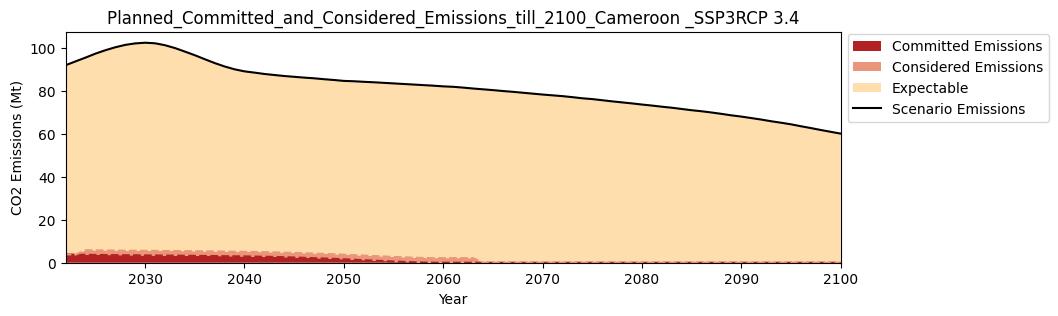 Planned_Committed_and_Considered_Emissions_till_2100_Cameroon _SSP3RCP 3.4
Committed Emissions
Considered Emissions
Expectable
Scenario Emissions
CO2 Emissions (Mt)
100
80
60
40
20
0
2030 2040 2050 2060 2070 2080 2090 2100
Year